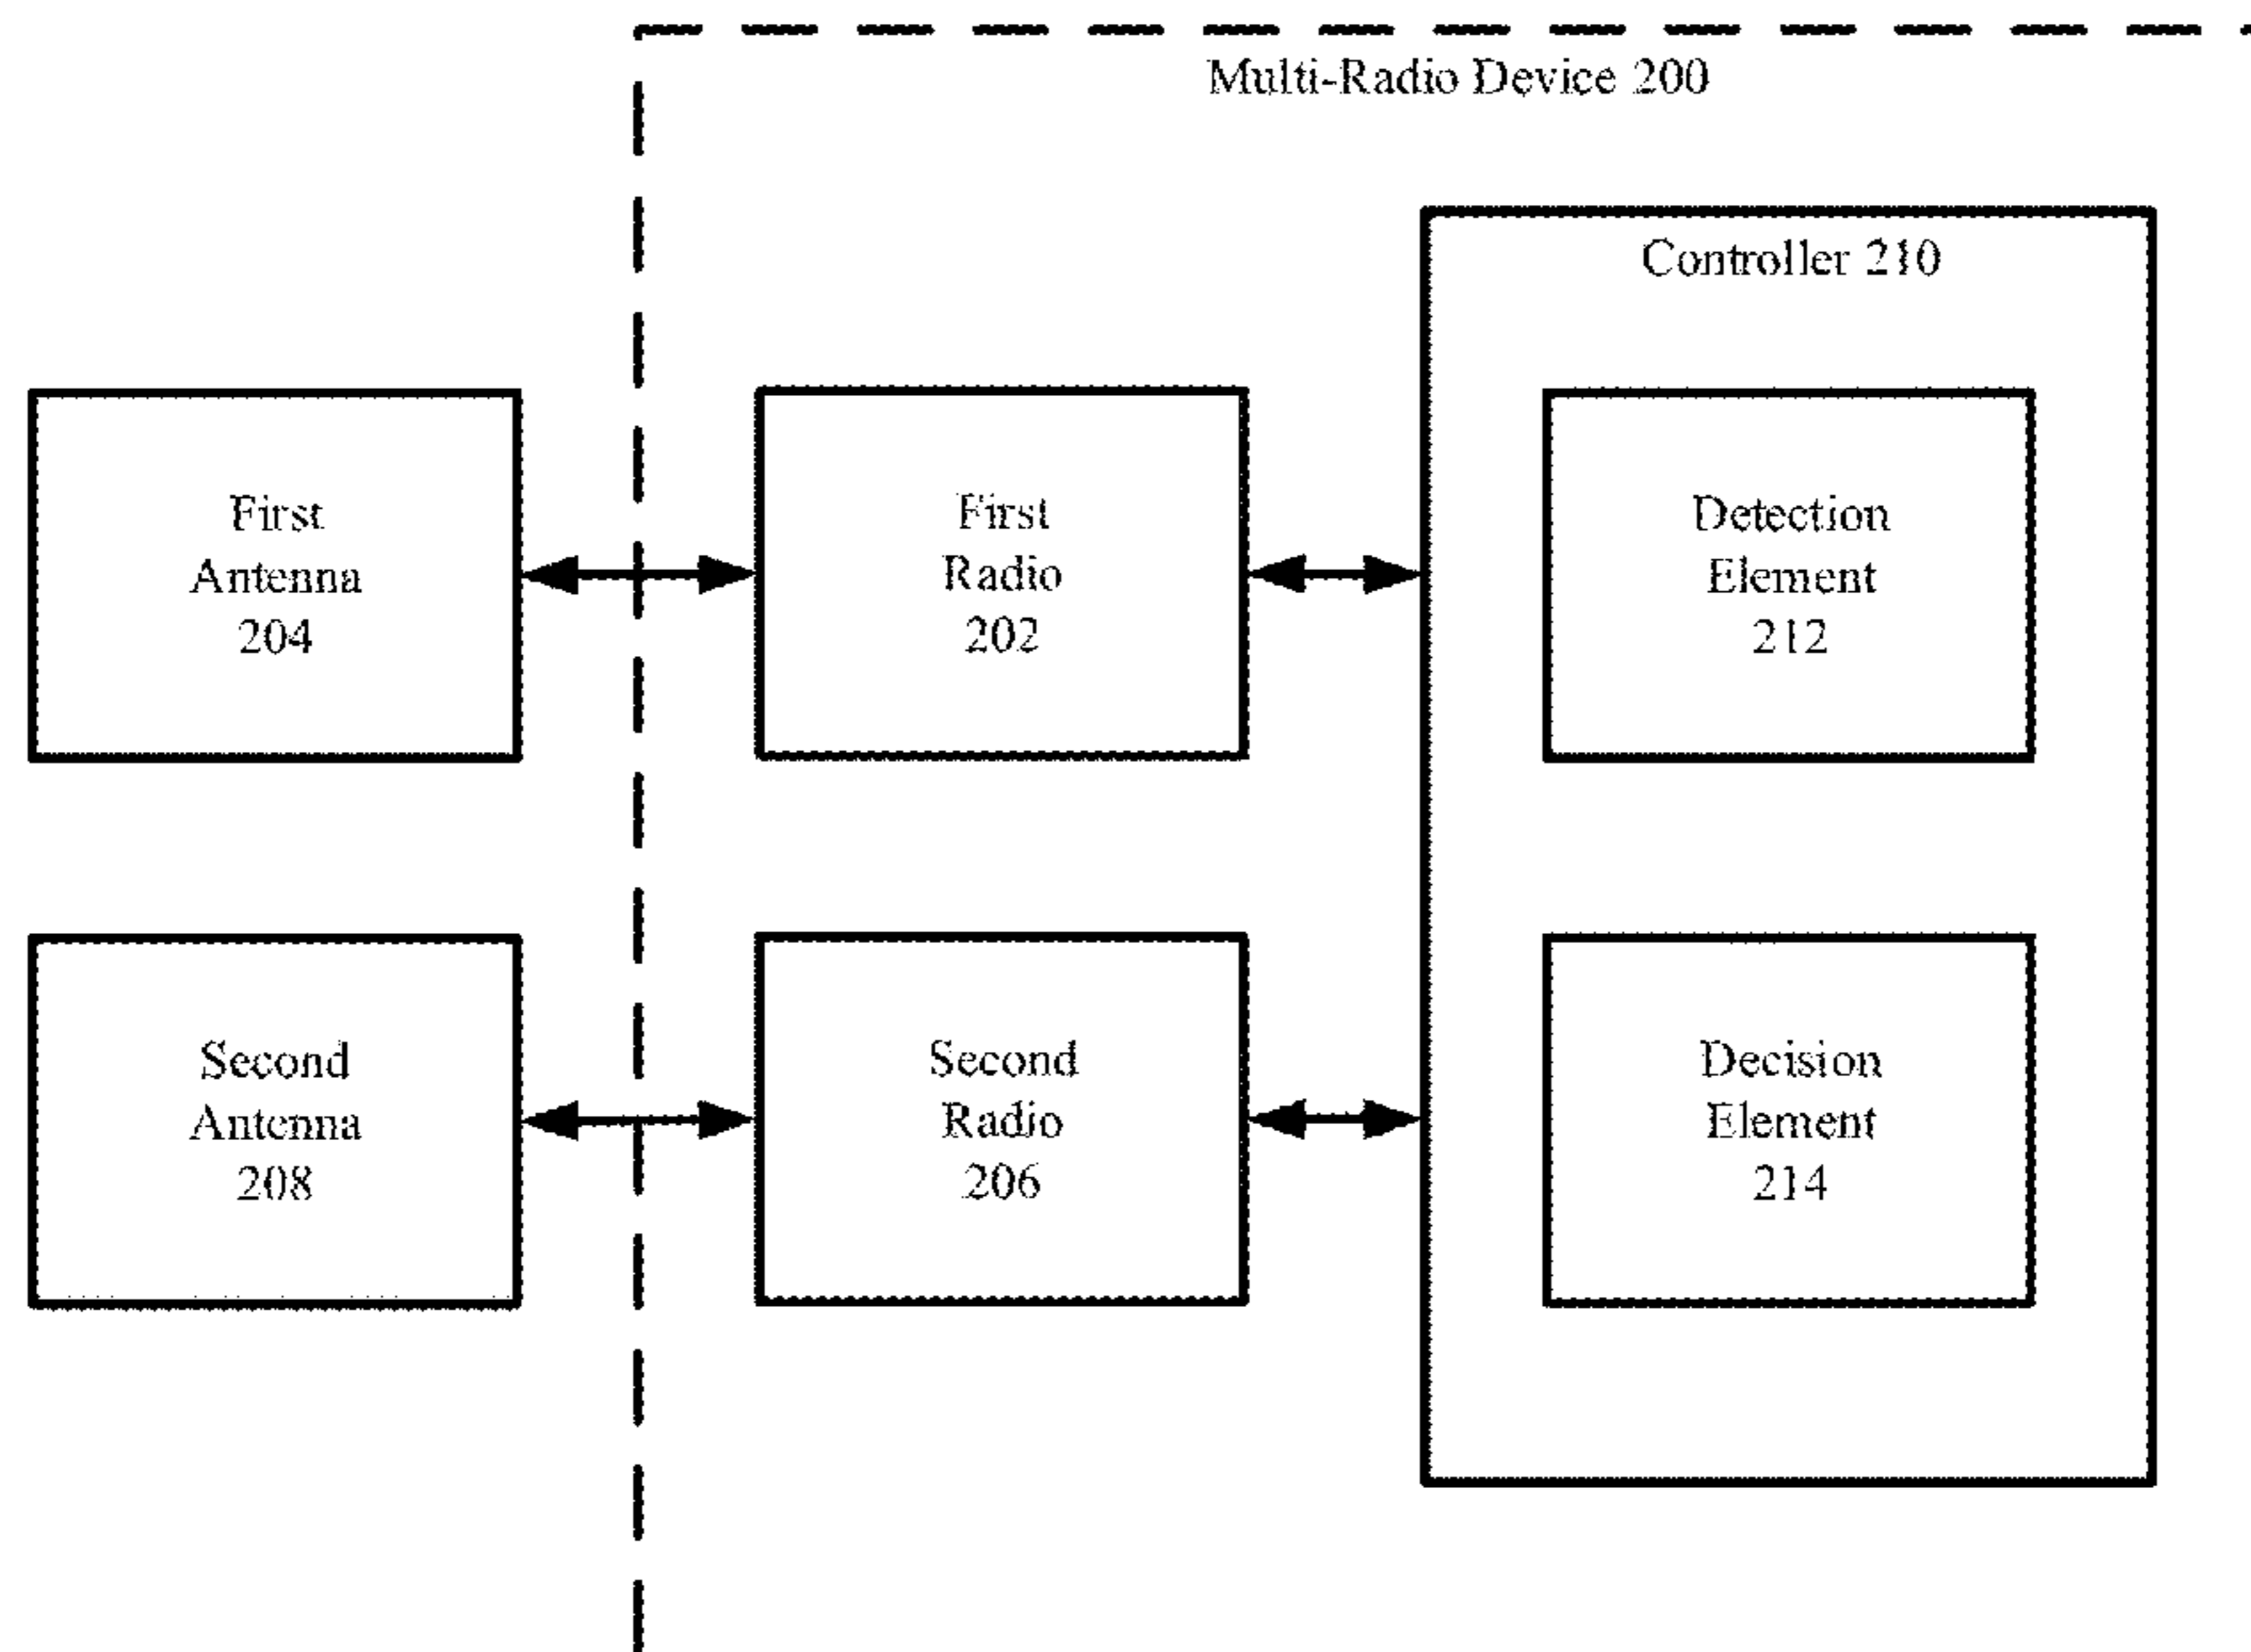 Multi-Radio Device 200
Controller 210
First
Antenna
204
First
Radio
202
Detection
Element
212
Second
Antenna
208
Second
Radio
206
Decision
Element
214